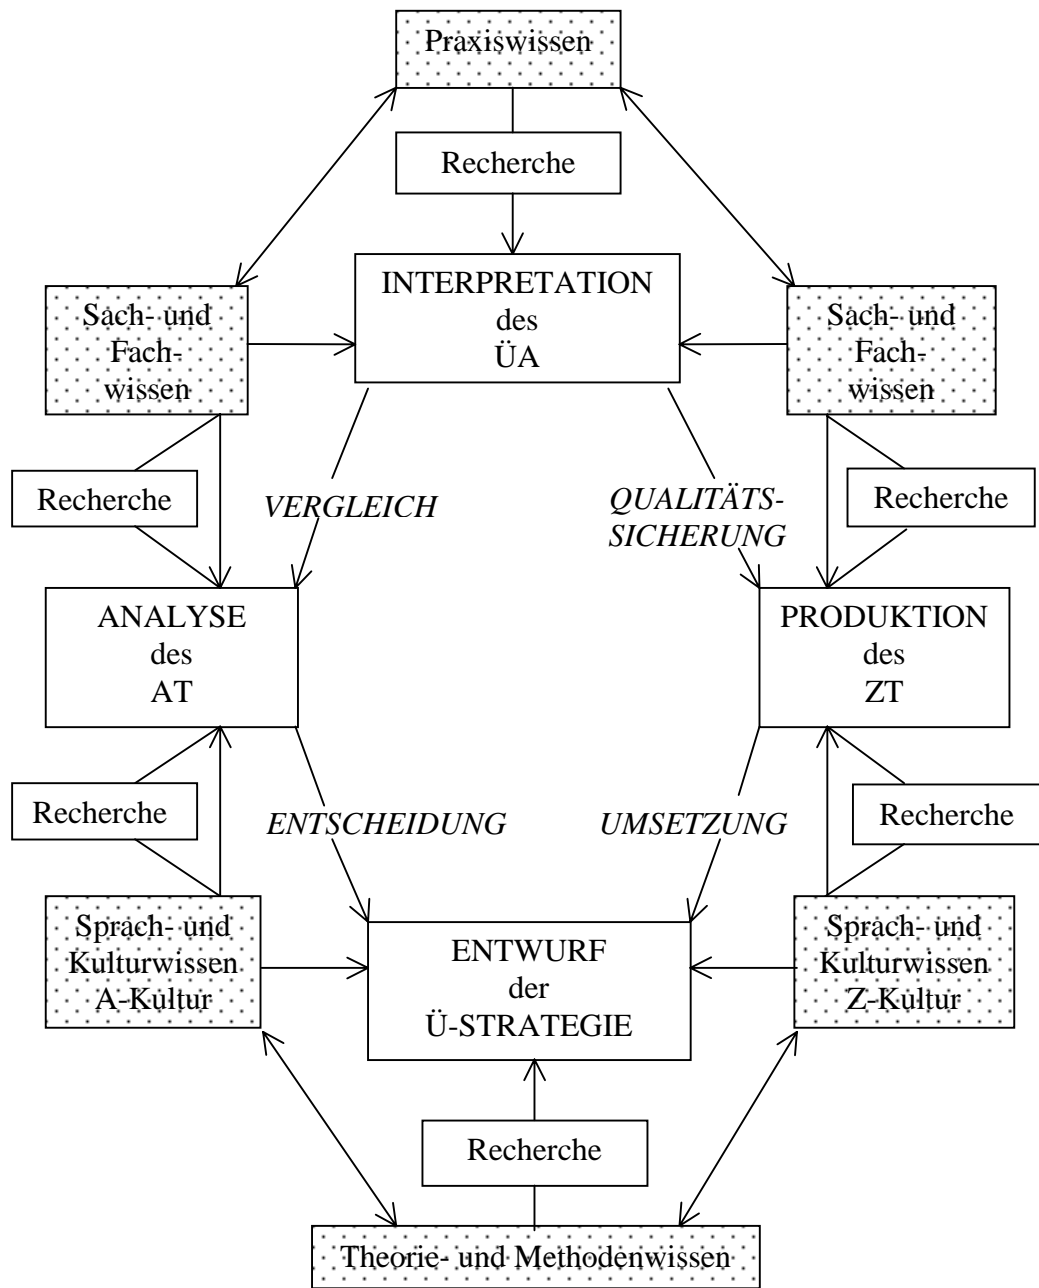 Praxiswissen
Recherche
INTERPRETATION
des
ÜA
Sach- und
Fach-
wissen
Sach- und
Fach-
wissen
Recherche
VERGLEICH
QUALITÄTS-
SICHERUNG
Recherche
ANALYSE
des
AT
PRODUKTION
des
ZT
Recherche
ENTSCHEIDUNG
UMSETZUNG
Recherche
Sprach- und
Kulturwissen
A-Kultur
ENTWURF
der
Ü-STRATEGIE
Sprach- und
Kulturwissen
Z-Kultur
Recherche
Theorie- und Methodenwissen